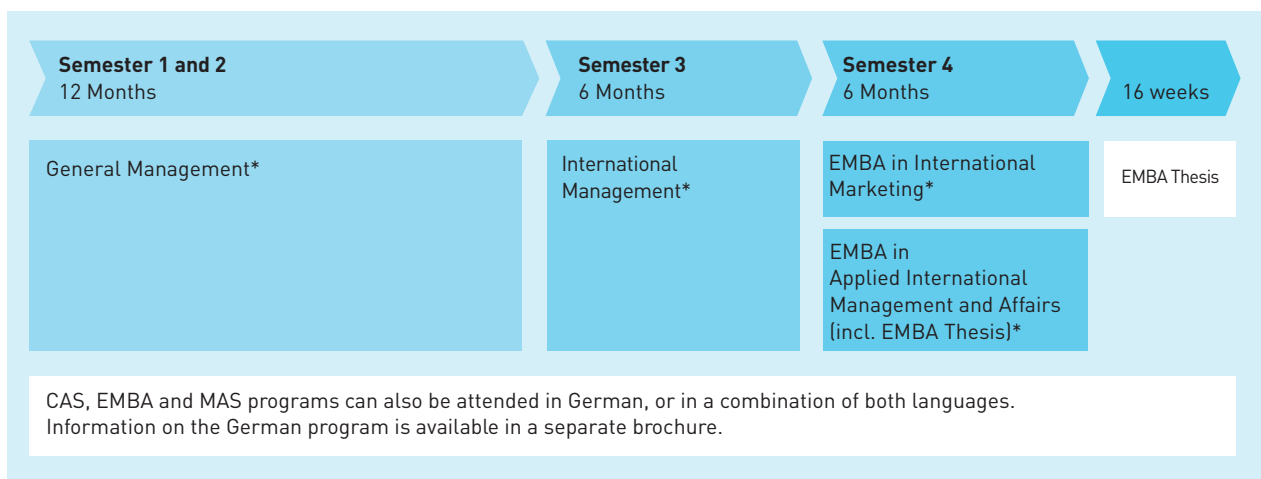 Semester 1 and 2
12 Months
Semester 3
6 Months
Semester 4
6 Months
16 weeks
General Management*
International
Management*
EMBA in International
Marketing*
EMBA Thesis
EMBA in
Applied International
Management and Affairs
(incl. EMBA Thesis)*
CAS, EMBA and MAS programs can also be attended in German, or in a combination of both languages.
Information on the German program is available in a separate brochure.